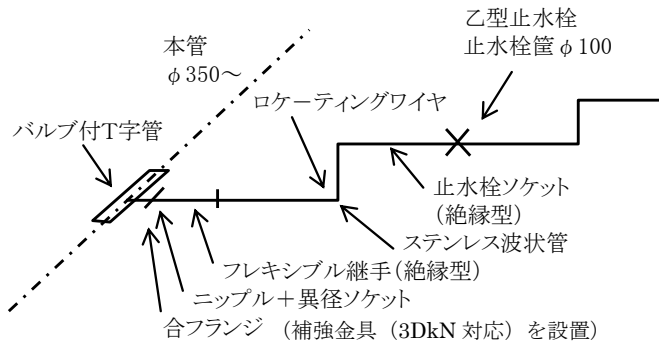 乙型止水栓
止水栓筐φ100
本管
φ350～
ロケーティングワイヤ
バルブ付T字管
止水栓ソケット
(絶縁型)
ステンレス波状管
フレキシブル継手(絶縁型)
ニップル＋異径ソケット
合フランジ (補強金具(3DkN対応)を設置)